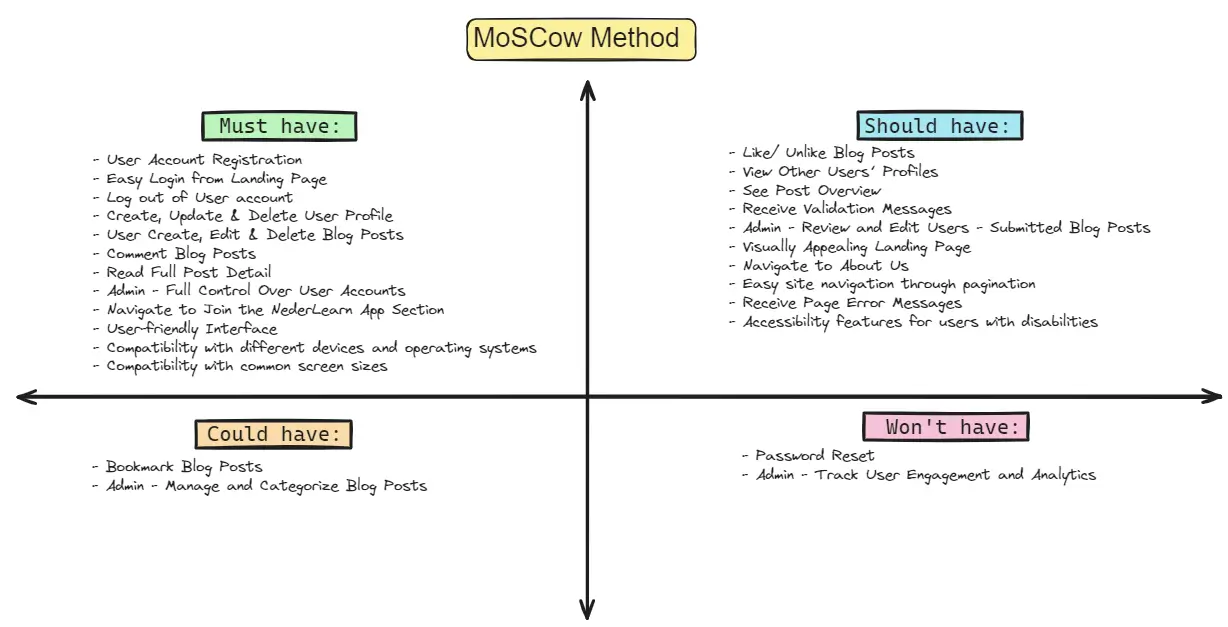 MoSCow Method
Must have:
- User Account Registration
- Easy Login from Landing Page
- Log out of User account
- Create, Update & Delete User Profile
- User Create, Edit & Delete Blog Posts
- Comment Blog Posts
- Read Full Post Detail
- Admin - Full Control Over User Accounts
- Navigate to Join the NederLearn App Section
- User-friendly Interface
- Compatibility with different devices and operating systems
- Compatibility with common screen sizes
Should have:
- Like/ Unlike Blog Posts
- View Other Users' Profiles
- See Post Overview
- Receive Validation Messages
- Admin - Review and Edit Users - Submitted Blog Posts
- Visually Appealing Landing Page
- Navigate to About Us
- Easy site navigation through pagination
- Receive Page Error Messages
- Accessibility features for users with disabilities
Could have:
- Bookmark Blog Posts
- Admin - Manage and Categorize Blog Posts
Won't have:
- Password Reset
- Admin - Track User Engagement and Analytics